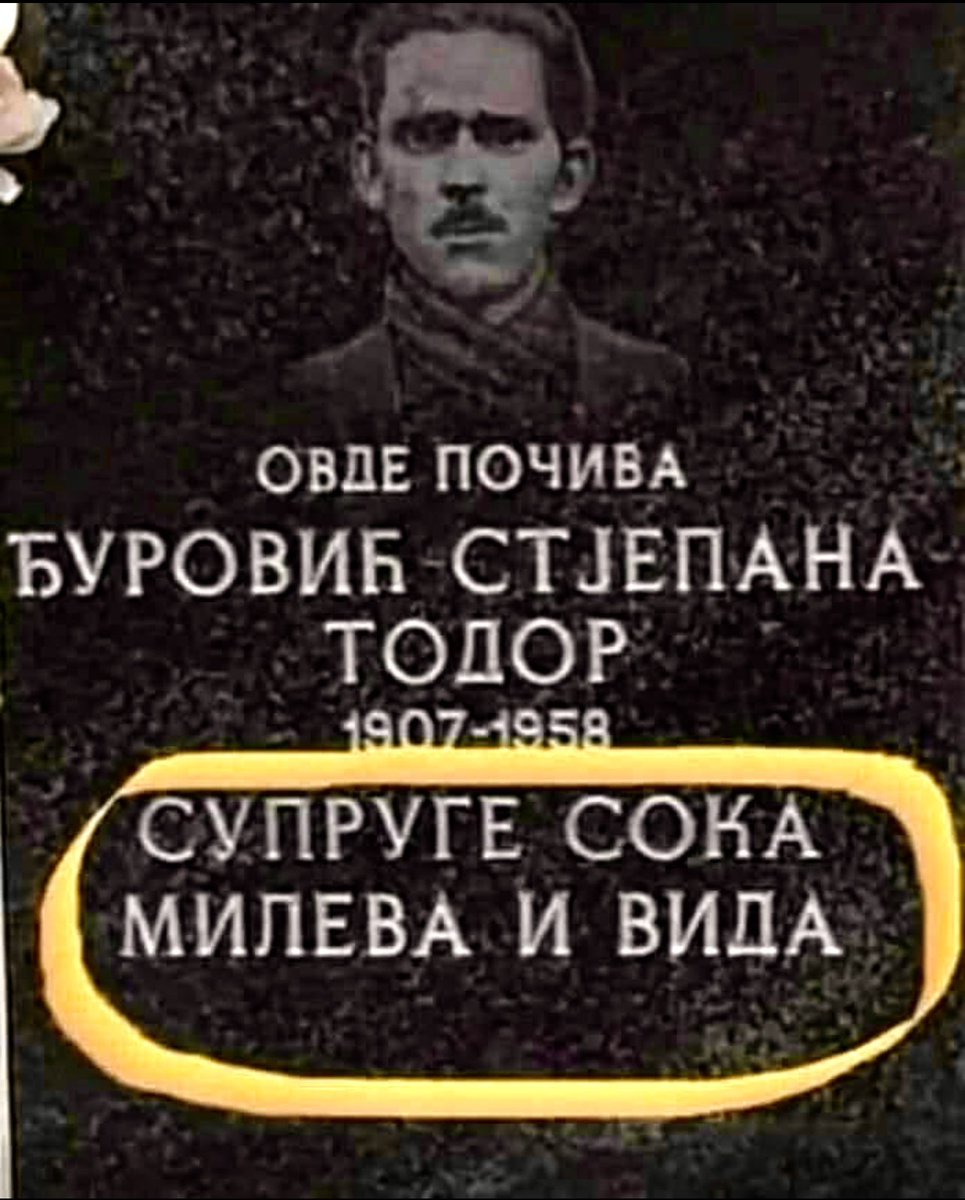 ОВДЕ ПОЧИВА
ЂУРОВИЋ СТЈЕПАНА
ТОДОР
1907-1958
СУПРУГЕ СОКА
МИЛЕВА И ВИДА